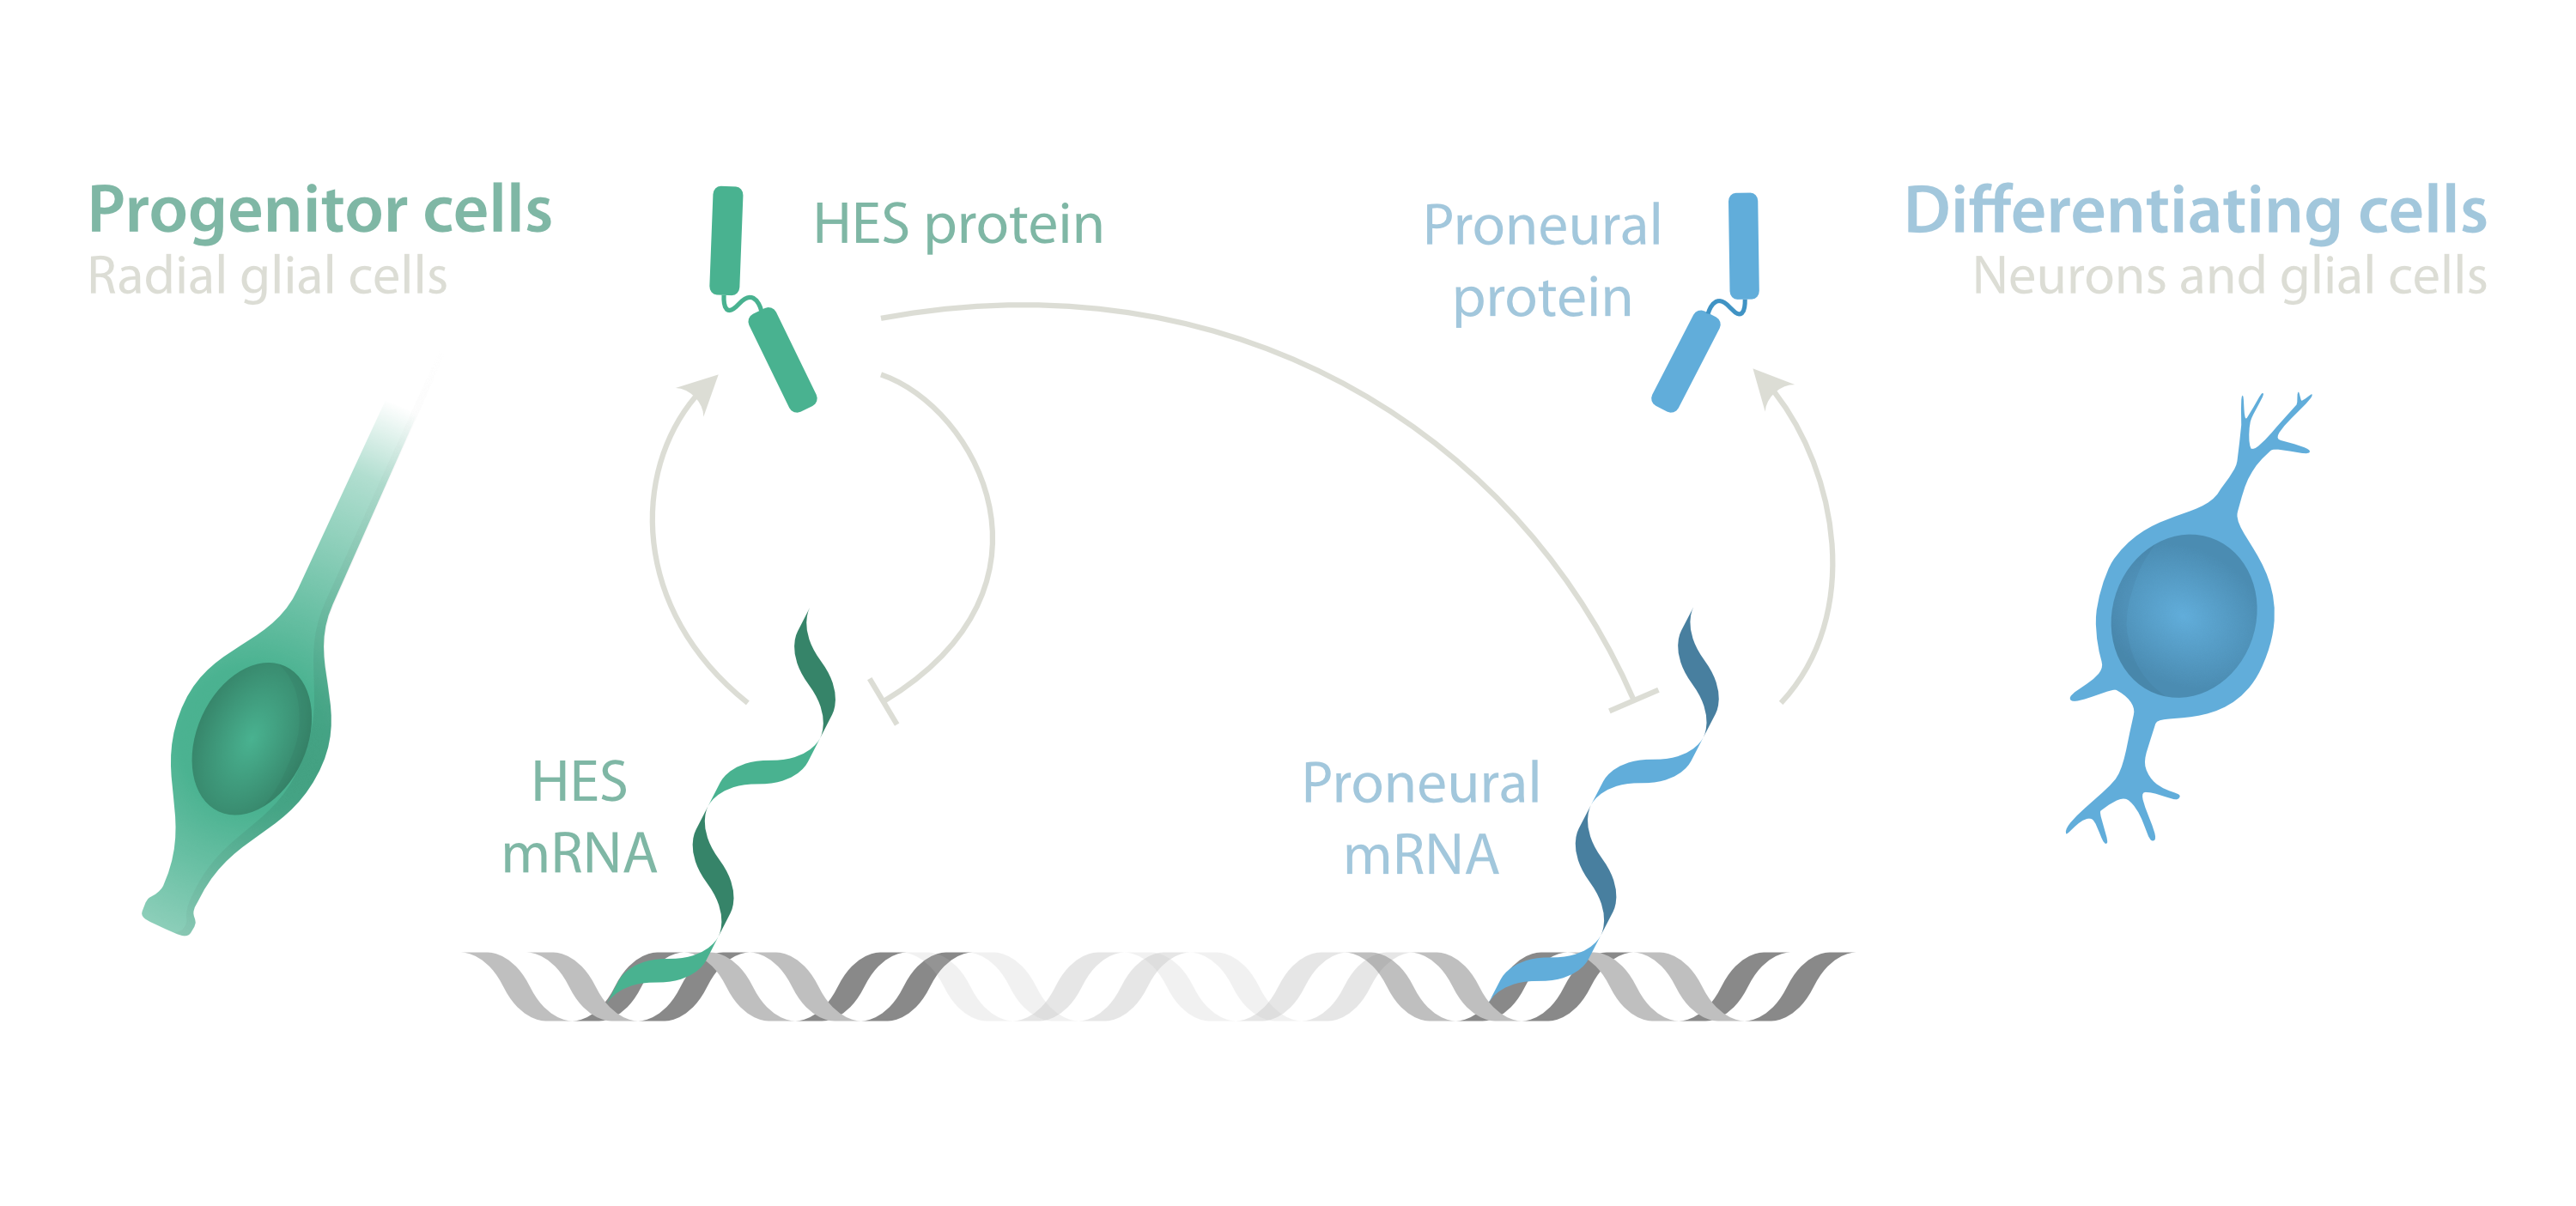 Progenitor cells
Radial glial cells
HES protein
Proneural
protein
Differentiating cells
Neurons and glial cells
HES
mRNA
Proneural
mRNA